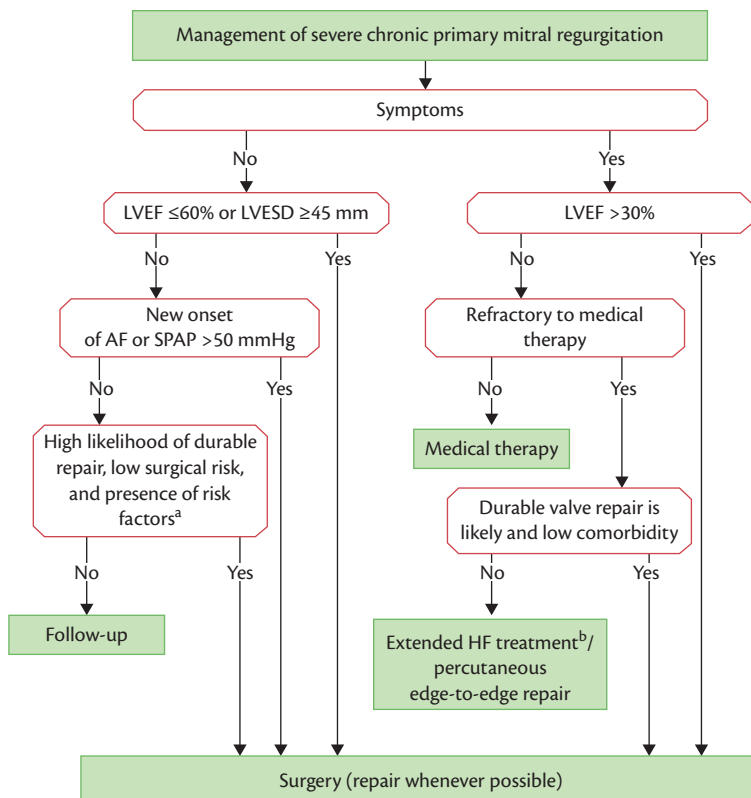 Management of severe chronic primary mitral regurgitation
Symptoms
No
Yes
LVEF ≤60% or LVESD ≥45 mm
LVEF >30%
No
Yes
No
Yes
New onset
of AF or SPAP >50 mmHg
Refractory to medical
therapy
No
Yes
No
Yes
High likelihood of durable
repair, low surgical risk,
and presence of risk
factorsᵃ
Medical therapy
Durable valve repair is
likely and low comorbidity
No
Yes
No
Yes
Follow-up
Extended HF treatmentᵇ/
percutaneous
edge-to-edge repair
Surgery (repair whenever possible)